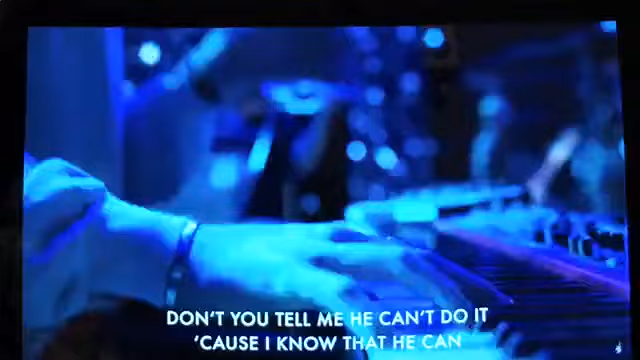 DON'T YOU TELL ME HE CAN'T DO IT
'CAUSE I KNOW THAT HE CAN